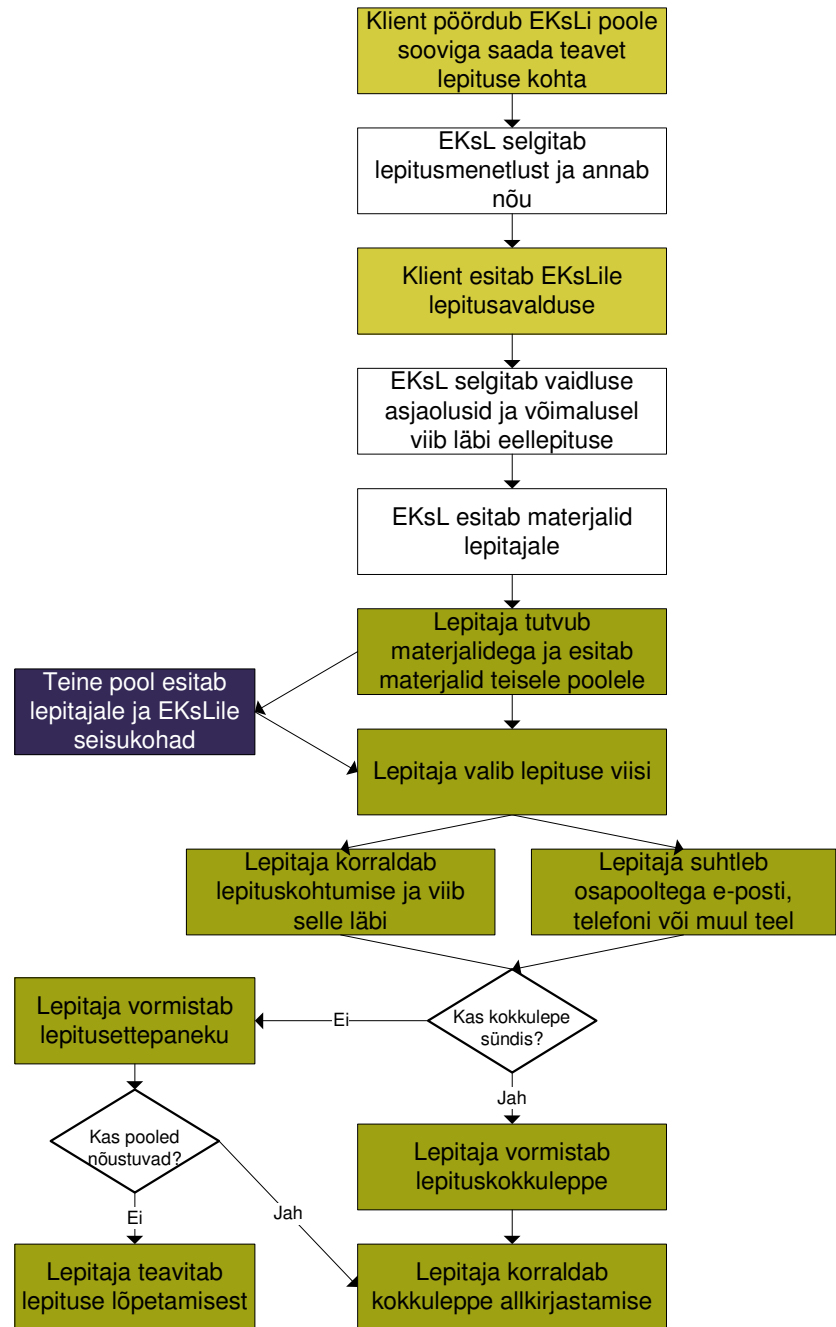 Klient pöördub EKsLi poole
sooviga saada teavet
lepituse kohta
EKsL selgitab
lepitusmenetlust ja annab
nõu
Klient esitab EKsLile
lepitusavalduse
EKsL selgitab vaidluse
asjaolusid ja võimalusel
viib läbi eellepituse
EKsL esitab materjalid
lepitajale
Lepitaja tutvub
materjalidega ja esitab
materjalid teisele poolele
Teine pool esitab
lepitajale ja EKsLile
seisukohad
Lepitaja valib lepituse viisi
Lepitaja korraldab
lepituskohtumise ja viib
selle läbi
Lepitaja suhtleb
osapooltega e-posti,
telefoni või muul teel
Kas kokkulepe
sündis?
Ei
Lepitaja vormistab
lepitusettepaneku
Jah
Kas pooled
nõustuvad?
Lepitaja vormistab
lepituskokkuleppe
Ei
Jah
Lepitaja teavitab
lepituse lõpetamisest
Lepitaja korraldab
kokkuleppe allkirjastamise